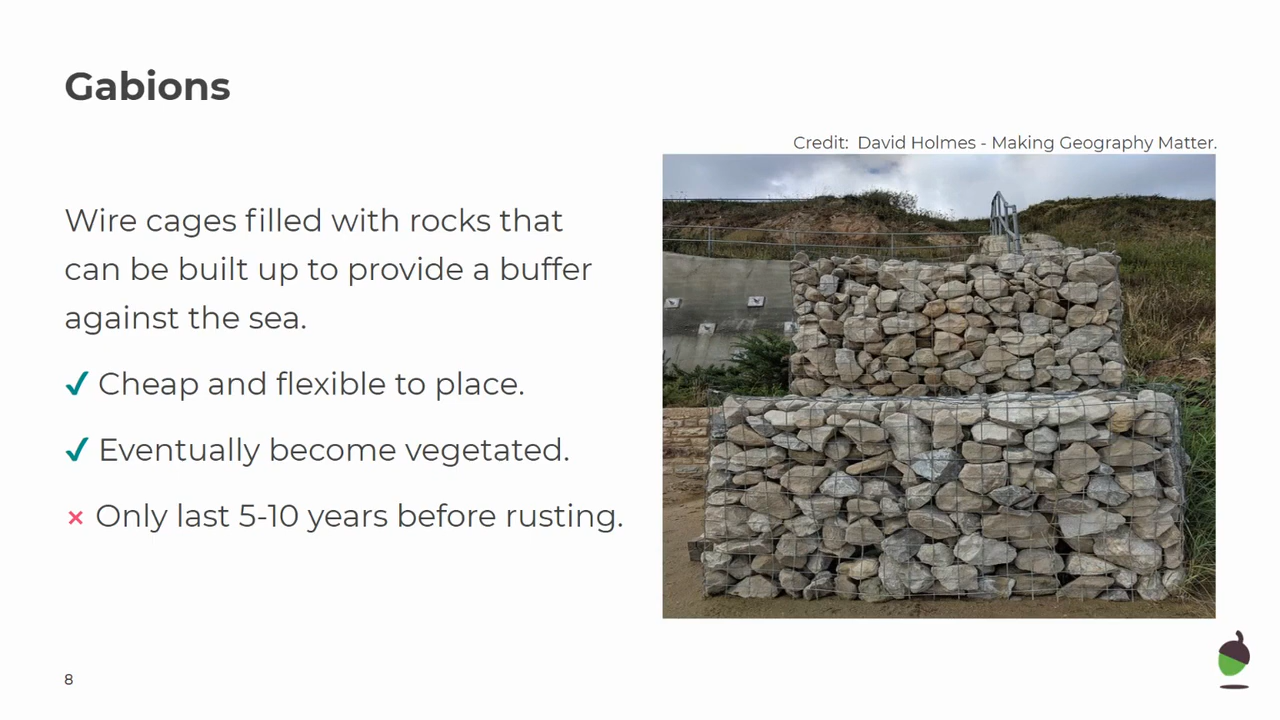 Gabions
Credit:  David Holmes - Making Geography Matter.
Wire cages filled with rocks that
can be built up to provide a buffer
against the sea.
✔ Cheap and flexible to place.
✔ Eventually become vegetated.
× Only last 5-10 years before rusting.
8